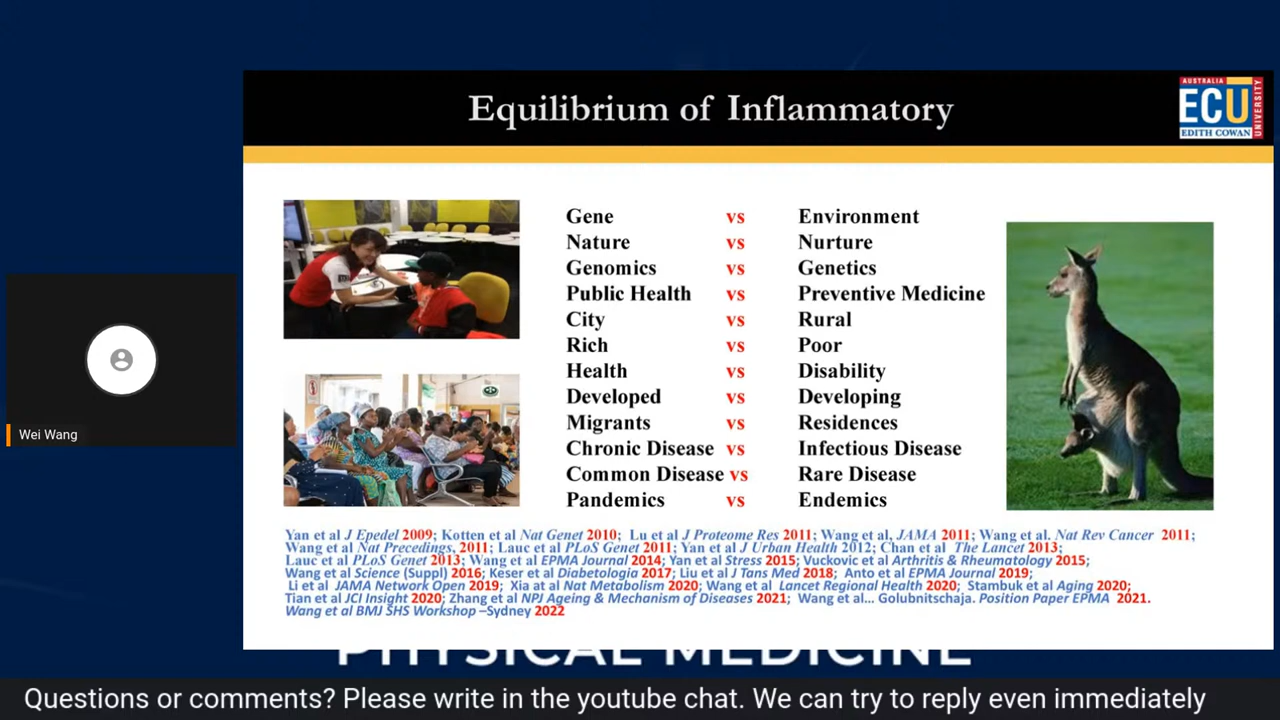 Equilibrium of Inflammatory
AUSTRALIA
ECU
EDITH COWAN
UNIVERSITY
Gene vs Environment
Nature vs Nurture
Genomics vs Genetics
Public Health vs Preventive Medicine
City vs Rural
Rich vs Poor
Health vs Disability
Developed vs Developing
Migrants vs Residences
Chronic Disease vs Infectious Disease
Common Disease vs Rare Disease
Pandemics vs Endemics
Wei Wang
Yan et al J Epedel 2009; Kotten et al Nat Genet 2010; Lu et al J Proteome Res 2011; Wang et al, JAMA 2011; Wang et al. Nat Rev Cancer 2011;
Wang et al Nat Precedings, 2011; Lauc et al PLoS Genet 2011; Yan et al J Urban Health 2012; Chan et al The Lancet 2013;
Lauc et al PLoS Genet 2013; Wang et al EPMA Journal 2014; Yan et al Stress 2015; Vuckovic et al Arthritis & Rheumatology 2015;
Wang et al Science (Suppl) 2016; Keser et al Diabetologia 2017; Liu et al J Tans Med 2018; Anto et al EPMA Journal 2019;
Li et al JAMA Network Open 2019; Xia at al Nat Metabolism 2020; Wang et al Lancet Regional Health 2020; Stambuk et al Aging 2020;
Tian et al JCI Insight 2020; Zhang et al NPJ Ageing & Mechanism of Diseases 2021; Wang et al... Golubnitschaja. Position Paper EPMA 2021.
Wang et al BMJ SHS Workshop –Sydney 2022
PHYSICAL MEDICINE
Questions or comments? Please write in the youtube chat. We can try to reply even immediately